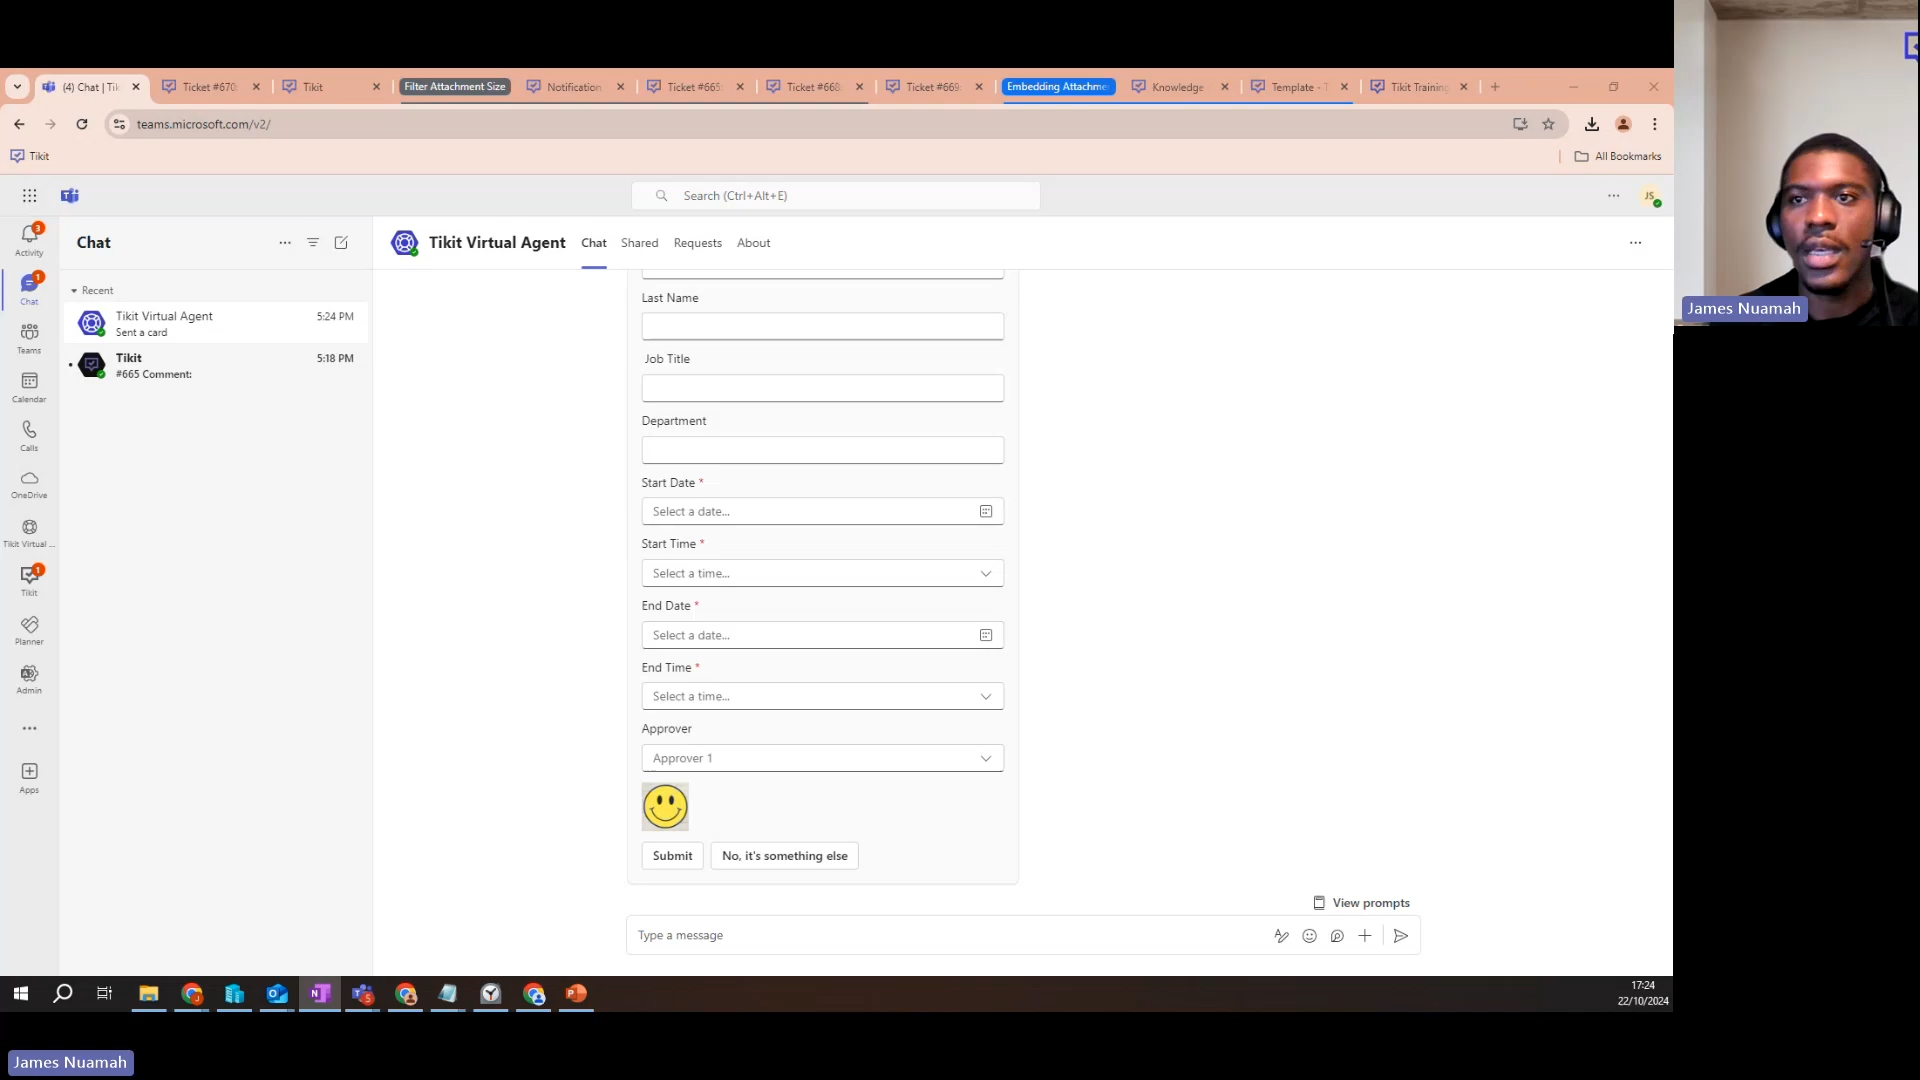 (4) Chat | Tik
Ticket #670
Tikit
Filter Attachment Size
Notification
Ticket #665
Ticket #668
Ticket #669
Embedding Attachme
Knowledge
Template - T
Tikit Training
teams.microsoft.com/v2/
Tikit
All Bookmarks
Search (Ctrl+Alt+E)
JS
Activity
3
Chat
1
Teams
Calendar
Calls
OneDrive
Tikit Virtual ...
Tikit
1
Planner
Admin
Apps
Chat
Recent
Tikit Virtual Agent
5:24 PM
Sent a card
Tikit
5:18 PM
#665 Comment:
Tikit Virtual Agent
Chat
Shared
Requests
About
Last Name
Job Title
Department
Start Date *
Select a date...
Start Time *
Select a time...
End Date *
Select a date...
End Time *
Select a time...
Approver
Approver 1
Submit
No, it's something else
View prompts
Type a message
17:24
22/10/2024
James Nuamah
James Nuamah